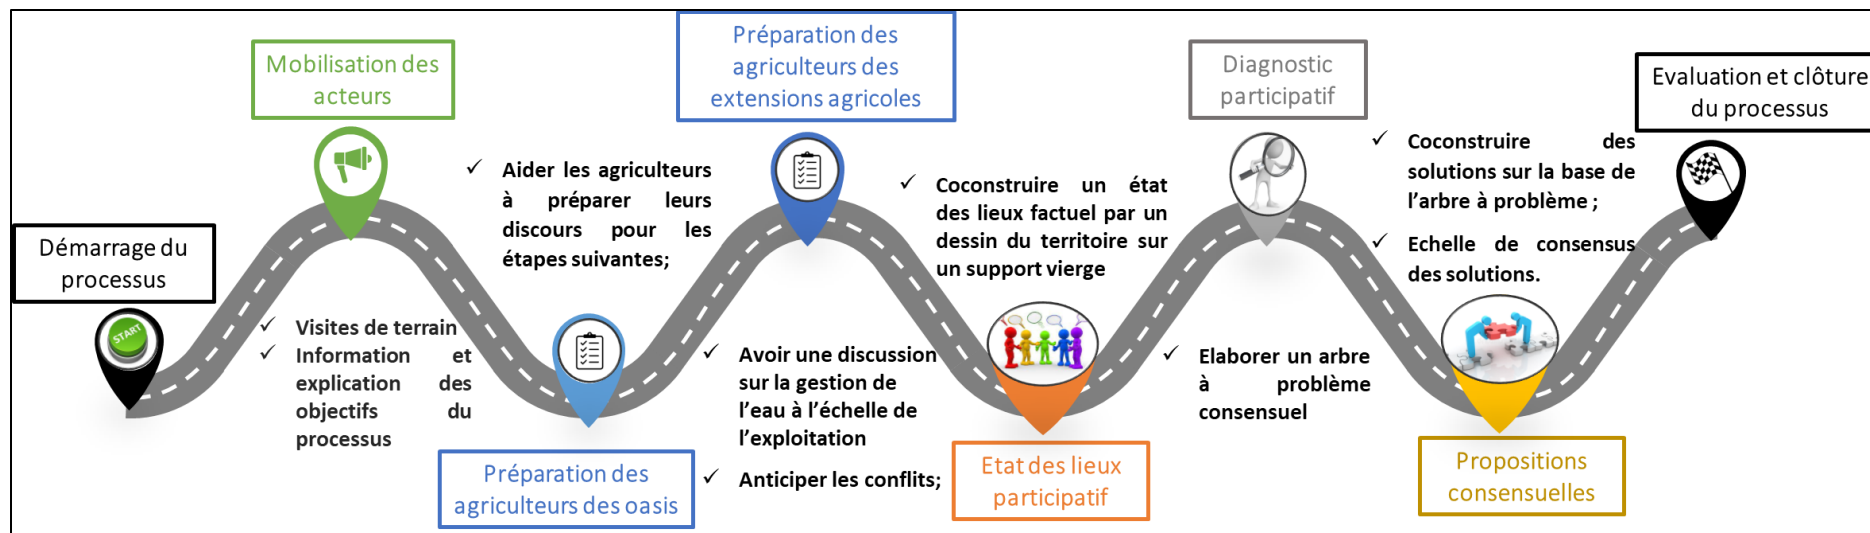 Démarrage du
processus
START
Mobilisation des
acteurs
✓ Visites de terrain
✓ Information et
explication des
objectifs du
processus
✓ Aider les agriculteurs
à préparer leurs
discours pour les
étapes suivantes;
Préparation des
agriculteurs des oasis
Préparation des
agriculteurs des
extensions agricoles
✓ Avoir une discussion
sur la gestion de
l’eau à l’échelle de
l’exploitation
✓ Anticiper les conflits;
✓ Coconstruire un état
des lieux factuel par un
dessin du territoire sur
un support vierge
Etat des lieux
participatif
Diagnostic
participatif
✓ Elaborer un arbre
à problème
consensuel
✓ Coconstruire des
solutions sur la base de
l’arbre à problème ;
✓ Echelle de consensus
des solutions.
Propositions
consensuelles
Evaluation et clôture
du processus